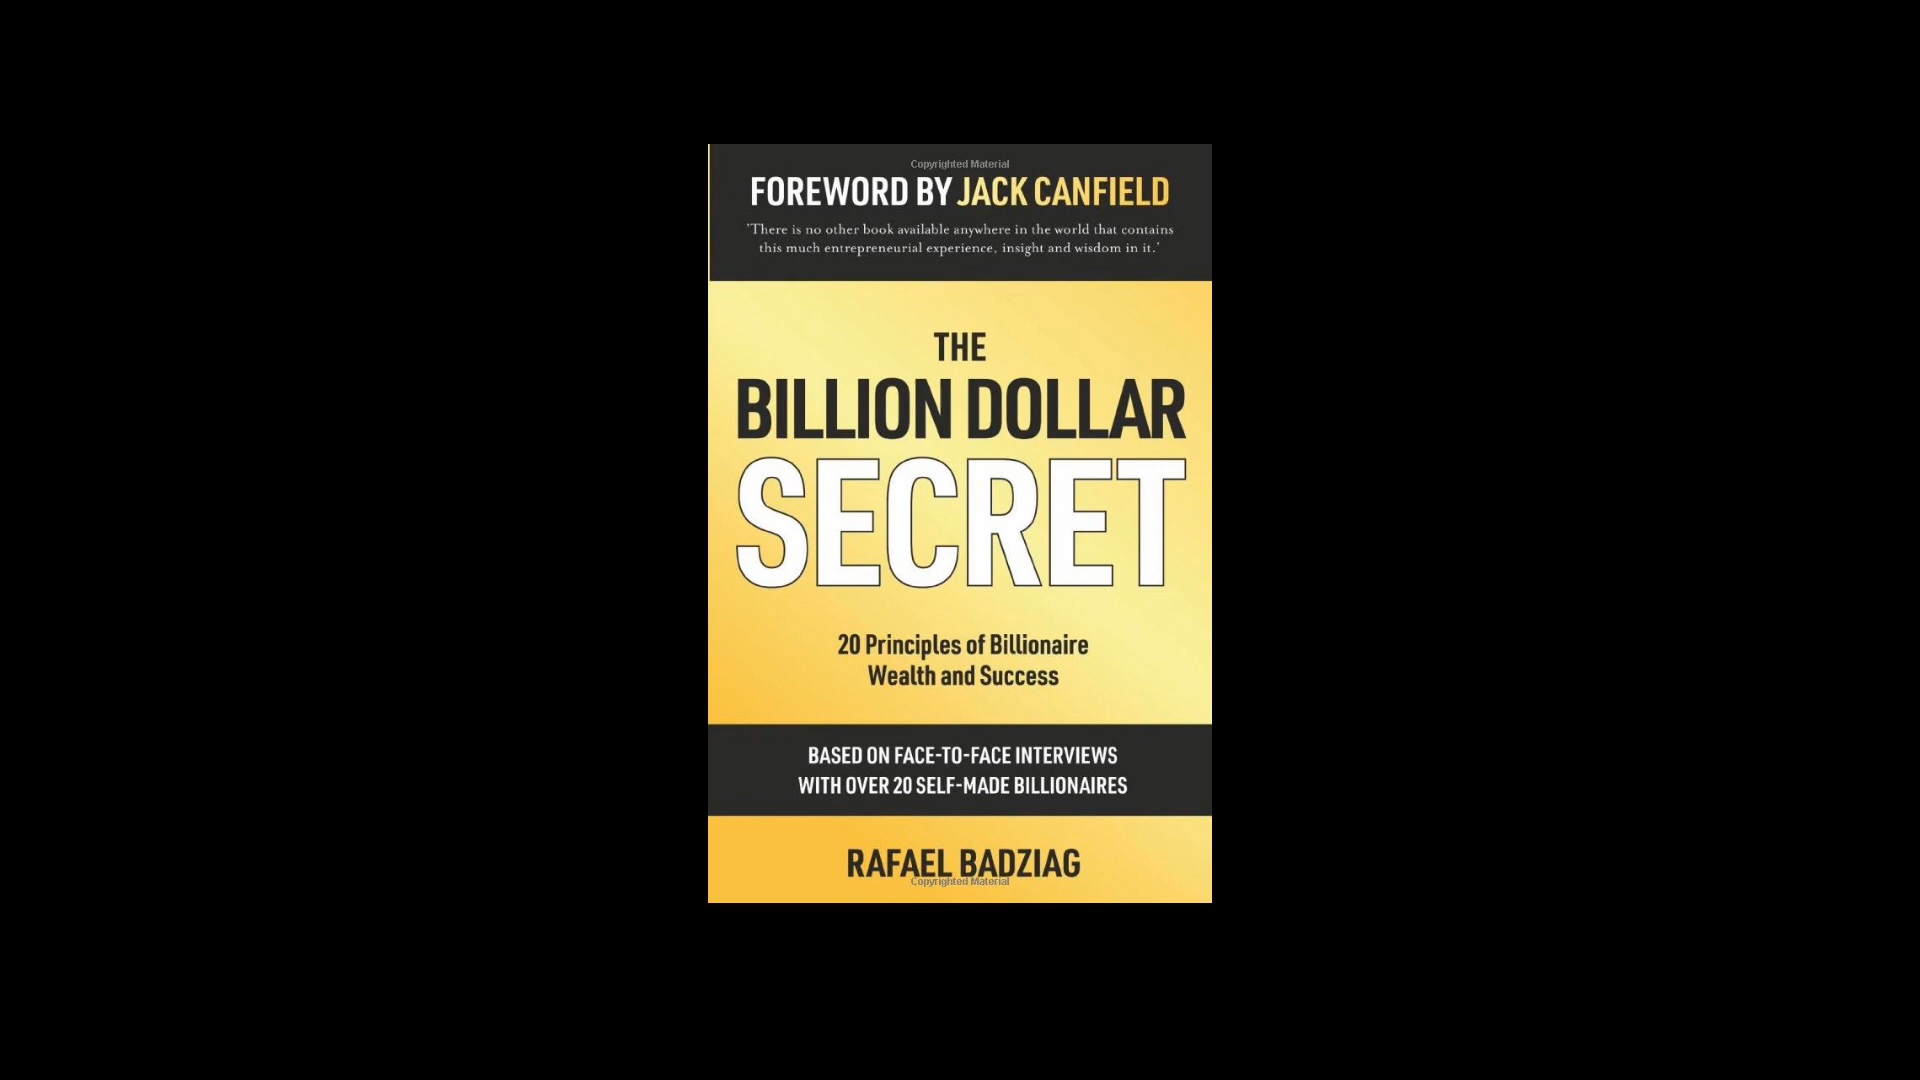 Copyrighted Material
FOREWORD BY JACK CANFIELD
'There is no other book available anywhere in the world that contains
this much entrepreneurial experience, insight and wisdom in it.'
THE
BILLION DOLLAR
SECRET
20 Principles of Billionaire
Wealth and Success
BASED ON FACE-TO-FACE INTERVIEWS
WITH OVER 20 SELF-MADE BILLIONAIRES
RAFAEL BADZIAG
Copyrighted Material